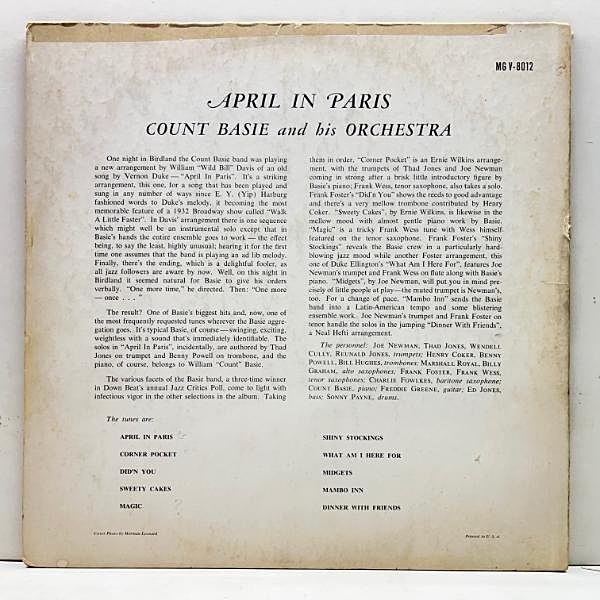 MG V-8012
APRIL IN PARIS
COUNT BASIE and his ORCHESTRA
One night in Birdland the Count Basie band was playing
a new arrangement by William "Wild Bill" Davis of an old
song by Vernon Duke — "April In Paris". It's a striking
arrangement, this one, for a song that has been played and
sung in any number of ways since E. Y. (Yip) Harburg
fashioned words to Duke's melody, it becoming the most
memorable feature of a 1932 Broadway show called "Walk
A Little Faster". In Davis' arrangement there is one sequence
which might well be an instrumental solo except that in
Basie's hands the entire ensemble goes to work — the effect
being, to say the least, highly unusual; hearing it for the first
time one assumes that the band is playing an ad lib melody.
Finally, there's the ending, which is a delightful fooler, as
all jazz followers are aware by now. Well, on this night in
Birdland it seemed natural for Basie to give his orders
verbally. "One more time," he directed. Then: "One more
— once . . ."
The result? One of Basie's biggest hits and, now, one of
the most frequently requested tunes wherever the Basie aggre-
gation goes. It's typical Basie, of course — swinging, exciting,
weightless with a sound that's immediately identifiable. The
solos in "April In Paris", incidentally, are authored by Thad
Jones on trumpet and Benny Powell on trombone, and the
piano, of course, belongs to William "Count" Basie.
The various facets of the Basie band, a three-time winner
in Down Beat's annual Jazz Critics Poll, come to light with
infectious vigor in the other selections in the album. Taking
them in order, "Corner Pocket" is an Ernie Wilkins arrange-
ment, with the trumpets of Thad Jones and Joe Newman
coming in strong after a brisk little introductory figure by
Basie's piano; Frank Wess, tenor saxophone, also takes a solo.
Frank Foster's "Did'n You" shows the reeds to good advantage
and there's a very mellow trombone contributed by Henry
Coker. "Sweety Cakes", by Ernie Wilkins, is likewise in the
mellow mood with almost gentle piano work by Basie.
"Magic" is a tricky Frank Wess tune with Wess himself
featured on the tenor saxophone. Frank Foster's "Shiny
Stockings" reveals the Basie crew in a particularly hard-
blowing jazz mood while another Foster arrangement, this
one of Duke Ellington's "What Am I Here For", features Joe
Newman's trumpet and Frank Wess on flute along with Basie's
piano. "Midgets", by Joe Newman, will put you in mind pre-
cisely of little people at play—the muted trumpet is Newman's,
too. For a change of pace, "Mambo Inn" sends the Basie
band into a Latin-American tempo and some blistering
ensemble work. Joe Newman's trumpet and Frank Foster on
tenor handle the solos in the jumping "Dinner With Friends",
a Neal Hefti arrangement.
The personnel: JOE NEWMAN, THAD JONES, WENDELL
CULLY, REUNALD JONES, trumpets; HENRY COKER, BENNY
POWELL, BILL HUGHES, trombones; MARSHALL ROYAL, BILLY
GRAHAM, alto saxophones; FRANK FOSTER, FRANK WESS,
tenor saxophones; CHARLIE FOWLKES, baritone saxophone;
COUNT BASIE, piano; FREDDIE GREENE, guitar; ED JONES,
bass; SONNY PAYNE, drums.
The tunes are:
APRIL IN PARIS
CORNER POCKET
DID'N YOU
SWEETY CAKES
MAGIC
SHINY STOCKINGS
WHAT AM I HERE FOR
MIDGETS
MAMBO INN
DINNER WITH FRIENDS
Cover Photo by Herman Leonard
Printed in U. S. A.